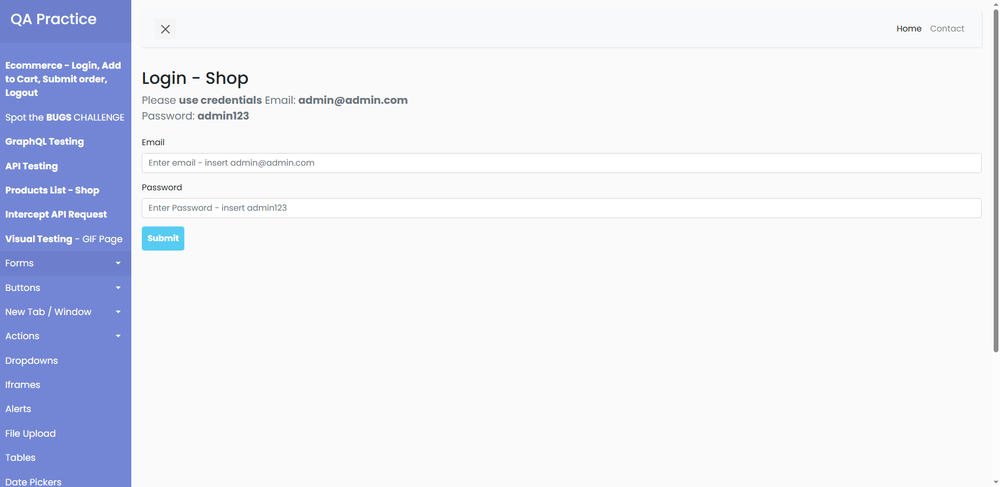 QA Practice
Ecommerce - Login, Add
to Cart, Submit order,
Logout
Spot the BUGS CHALLENGE
GraphQL Testing
API Testing
Products List - Shop
Intercept API Request
Visual Testing - GIF Page
Forms
Buttons
New Tab / Window
Actions
Dropdowns
Iframes
Alerts
File Upload
Tables
Date Pickers
Home
Contact
Login - Shop
Please use credentials Email: admin@admin.com
Password: admin123
Email
Enter email - insert admin@admin.com
Password
Enter Password - insert admin123
Submit